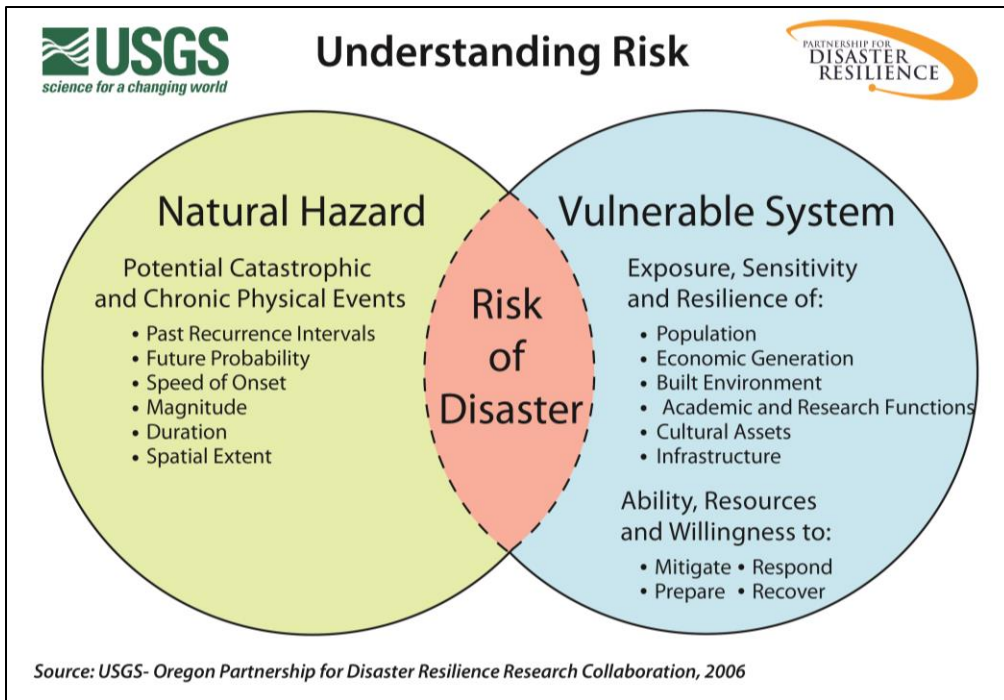 USGS
science for a changing world
Understanding Risk
PARTNERSHIP FOR
DISASTER
RESILIENCE
Natural Hazard
Potential Catastrophic
and Chronic Physical Events
• Past Recurrence Intervals
• Future Probability
• Speed of Onset
• Magnitude
• Duration
• Spatial Extent
Risk
of
Disaster
Vulnerable System
Exposure, Sensitivity
and Resilience of:
• Population
• Economic Generation
• Built Environment
• Academic and Research Functions
• Cultural Assets
• Infrastructure
Ability, Resources
and Willingness to:
• Mitigate • Respond
• Prepare • Recover
Source: USGS- Oregon Partnership for Disaster Resilience Research Collaboration, 2006